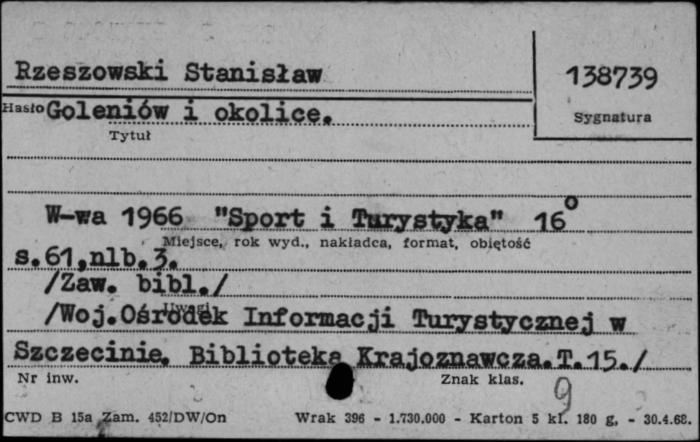 Rzeszowski Stanisław
138739
Hasło Goleniów i okolice.
Sygnatura
Tytuł
W-wa 1966 "Sport i Turystyka" 16°
Miejsce, rok wyd., nakładca, format, objętość
s.61,nlb.3.
/Zaw. bibl./
Uwagi
/Woj.Ośrodek Informacji Turystycznej w
Szczecinie. Biblioteka Krajoznawcza.T.15./
Nr inw.
Znak klas.
9
CWD B 15a Zam. 452/DW/On Wrak 396 - 1.730.000 - Karton 5 kl. 180 g, - 30.4.68.